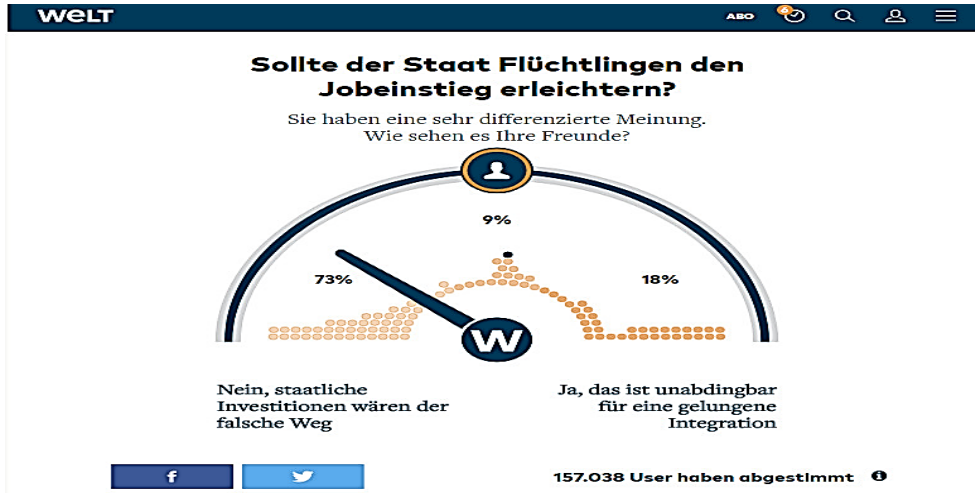 WELT
ABO 6
Sollte der Staat Flüchtlingen den
Jobeinstieg erleichtern?
Sie haben eine sehr differenzierte Meinung.
Wie sehen es Ihre Freunde?
9%
73%
18%
W
Nein, staatliche
Investitionen wären der
falsche Weg
Ja, das ist unabdingbar
für eine gelungene
Integration
f
157.038 User haben abgestimmt i